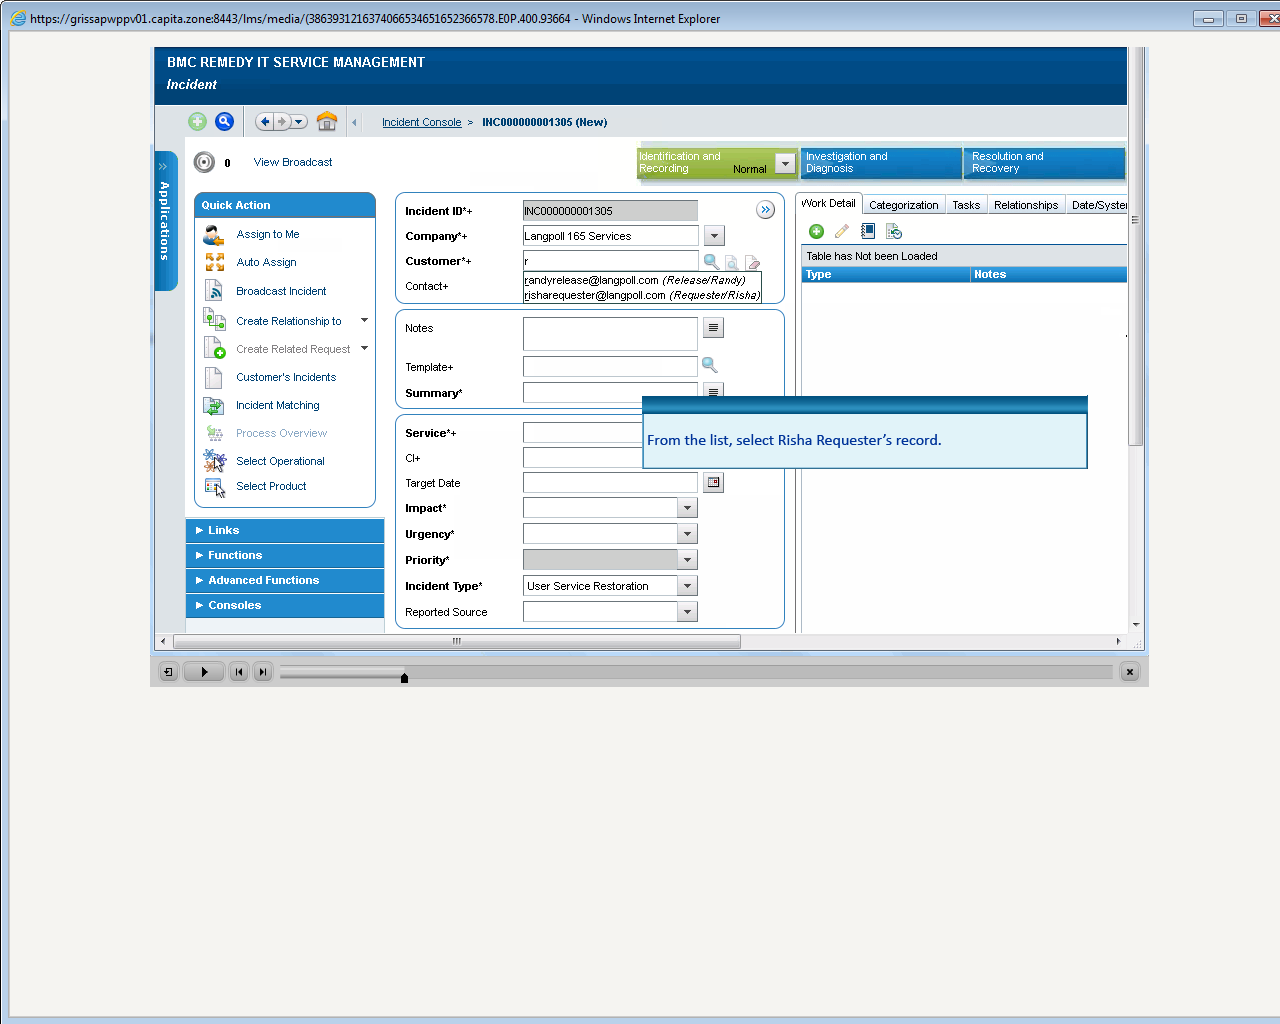 https://grissapwppv01.capita.zone:8443/lms/media/(3863931216374066534651652366578.E0P.400.93664 - Windows Internet Explorer
BMC REMEDY IT SERVICE MANAGEMENT
Incident
Incident Console > INC000000001305 (New)
0 View Broadcast
Identification and Recording Normal
Investigation and Diagnosis
Resolution and Recovery
Applications
Quick Action
Assign to Me
Auto Assign
Broadcast Incident
Create Relationship to
Create Related Request
Customer's Incidents
Incident Matching
Process Overview
Select Operational
Select Product
Links
Functions
Advanced Functions
Consoles
Incident ID*+ INC000000001305
Company*+ Langpoll 165 Services
Customer*+ r
randyrelease@langpoll.com (Release/Randy)
risharequester@langpoll.com (Requester/Risha)
Contact+
Notes
Template+
Summary*
Service*+
CI+
Target Date
Impact*
Urgency*
Priority*
Incident Type* User Service Restoration
Reported Source
Work Detail Categorization Tasks Relationships Date/System
Table has Not been Loaded
Type Notes
From the list, select Risha Requester's record.